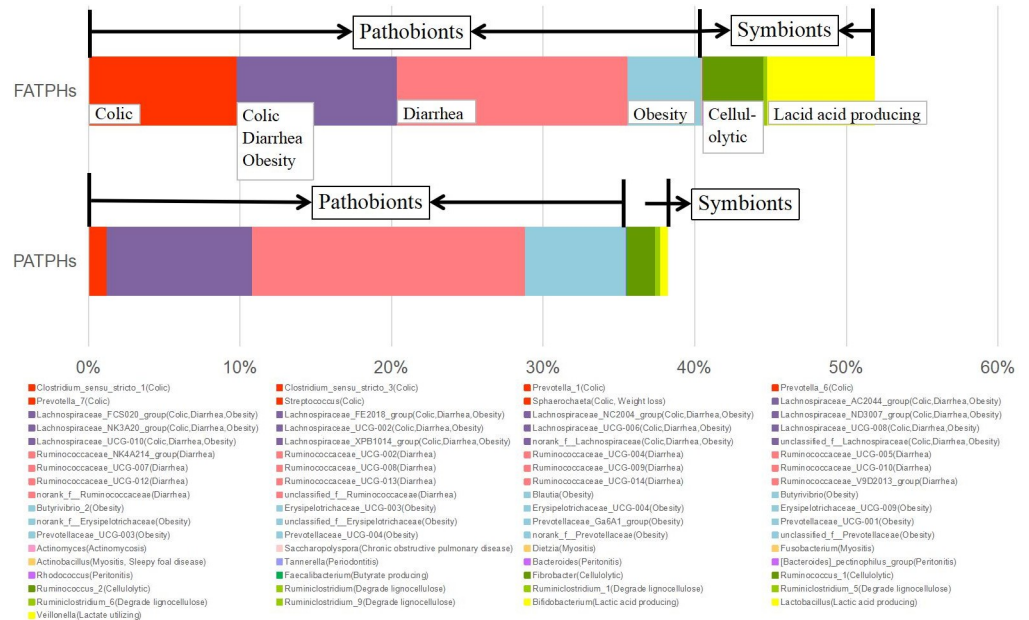 Pathobionts
Symbionts
FATPHs
Colic
Colic
Diarrhea
Obesity
Diarrhea
Obesity
Cellul-
olytic
Lacid acid producing
Pathobionts
Symbionts
PATPHs
0% 10% 20% 30% 40% 50% 60%
Clostridium_sensu_stricto_1(Colic) Clostridium_sensu_stricto_3(Colic) Prevotella_1(Colic) Prevotella_6(Colic)
Prevotella_7(Colic) Streptococcus(Colic) Sphaerochaeta(Colic, Weight loss) Lachnospiraceae_AC2044_group(Colic,Diarrhea,Obesity)
Lachnospiraceae_FCS020_group(Colic,Diarrhea,Obesity) Lachnospiraceae_FE2018_group(Colic,Diarrhea,Obesity) Lachnospiraceae_NC2004_group(Colic,Diarrhea,Obesity) Lachnospiraceae_ND3007_group(Colic,Diarrhea,Obesity)
Lachnospiraceae_NK3A20_group(Colic,Diarrhea,Obesity) Lachnospiraceae_UCG-002(Colic,Diarrhea,Obesity) Lachnospiraceae_UCG-006(Colic,Diarrhea,Obesity) Lachnospiraceae_UCG-008(Colic,Diarrhea,Obesity)
Lachnospiraceae_UCG-010(Colic,Diarrhea,Obesity) Lachnospiraceae_XPB1014_group(Colic,Diarrhea,Obesity) norank_f_Lachnospiraceae(Colic,Diarrhea,Obesity) unclassified_f_Lachnospiraceae(Colic,Diarrhea,Obesity)
Ruminococcaceae_NK4A214_group(Diarrhea) Ruminococcaceae_UCG-002(Diarrhea) Ruminococcaceae_UCG-004(Diarrhea) Ruminococcaceae_UCG-005(Diarrhea)
Ruminococcaceae_UCG-007(Diarrhea) Ruminococcaceae_UCG-008(Diarrhea) Ruminococcaceae_UCG-009(Diarrhea) Ruminococcaceae_UCG-010(Diarrhea)
Ruminococcaceae_UCG-012(Diarrhea) Ruminococcaceae_UCG-013(Diarrhea) Ruminococcaceae_UCG-014(Diarrhea) Ruminococcaceae_V9D2013_group(Diarrhea)
norank_f__Ruminococcaceae(Diarrhea) unclassified_f__Ruminococcaceae(Diarrhea) Blautia(Obesity) Butyrivibrio(Obesity)
Butyrivibrio_2(Obesity) Erysipelotrichaceae_UCG-003(Obesity) Erysipelotrichaceae_UCG-004(Obesity) Erysipelotrichaceae_UCG-009(Obesity)
norank_f__Erysipelotrichaceae(Obesity) unclassified_f__Erysipelotrichaceae(Obesity) Prevotellaceae_Ga6A1_group(Obesity) Prevotellaceae_UCG-001(Obesity)
Prevotellaceae_UCG-003(Obesity) Prevotellaceae_UCG-004(Obesity) norank_f__Prevotellaceae(Obesity) unclassified_f__Prevotellaceae(Obesity)
Actinomyces(Actinomycosis) Saccharopolyspora(Chronic obstructive pulmonary disease) Dietzia(Myositis) Fusobacterium(Myositis)
Actinobacillus(Myositis, Sleepy foal disease) Tannerella(Periodontitis) Bacteroides(Peritonitis) [Bacteroides]_pectinophilus_group(Peritonitis)
Rhodococcus(Peritonitis) Faecalibacterium(Butyrate producing) Fibrobacter(Cellulolytic) Ruminococcus_1(Cellulolytic)
Ruminococcus_2(Cellulolytic) Ruminiclostridium(Degrade lignocellulose) Ruminiclostridium_1(Degrade lignocellulose) Ruminiclostridium_5(Degrade lignocellulose)
Ruminiclostridium_6(Degrade lignocellulose) Ruminiclostridium_9(Degrade lignocellulose) Bifidobacterium(Lactic acid producing) Lactobacillus(Lactic acid producing)
Veillonella(Lactate utilizing)